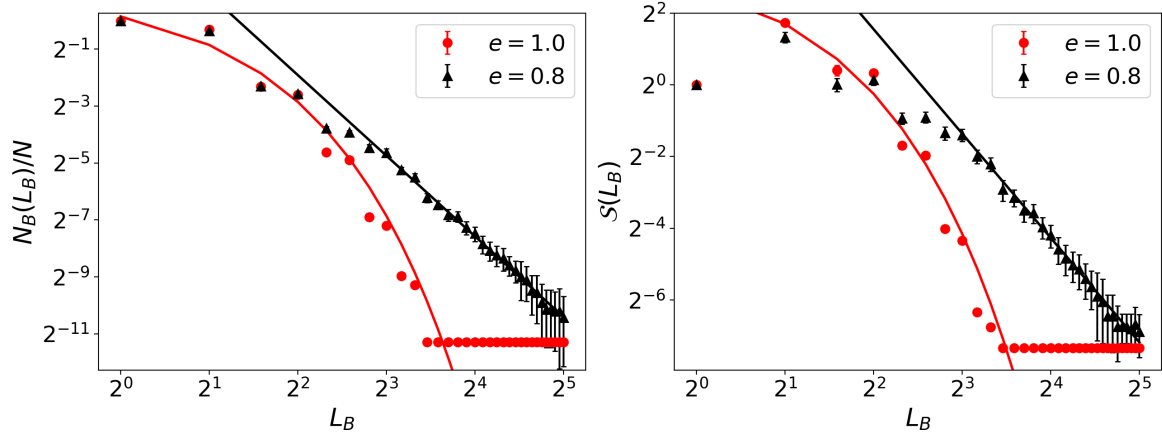 N_B(L_B)/N
2^{-1}
2^{-3}
2^{-5}
2^{-7}
2^{-9}
2^{-11}
e = 1.0
e = 0.8
2^0
2^1
2^2
2^3
2^4
2^5
L_B
𝒮(L_B)
2^2
2^0
2^{-2}
2^{-4}
2^{-6}
e = 1.0
e = 0.8
2^0
2^1
2^2
2^3
2^4
2^5
L_B